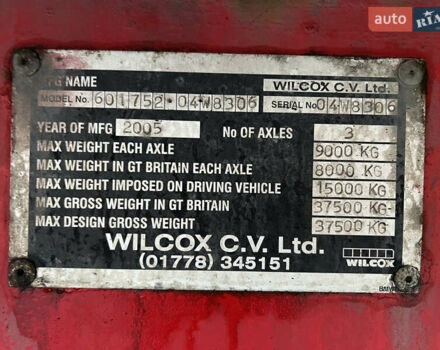 auto RIA
MFG NAME WILCOX C.V. Ltd.
MODEL No. 601752-04W8306 SERIAL No. 04W8306
YEAR OF MFG 2005 No OF AXLES 3
MAX WEIGHT EACH AXLE 9000 KG
MAX WEIGHT IN GT BRITAIN EACH AXLE 8000 KG
MAX WEIGHT IMPOSED ON DRIVING VEHICLE 15000 KG
MAX GROSS WEIGHT IN GT BRITAIN 37500 KG
MAX DESIGN GROSS WEIGHT 37500 KG
WILCOX C.V. Ltd.
(01778) 345151
WILCOX